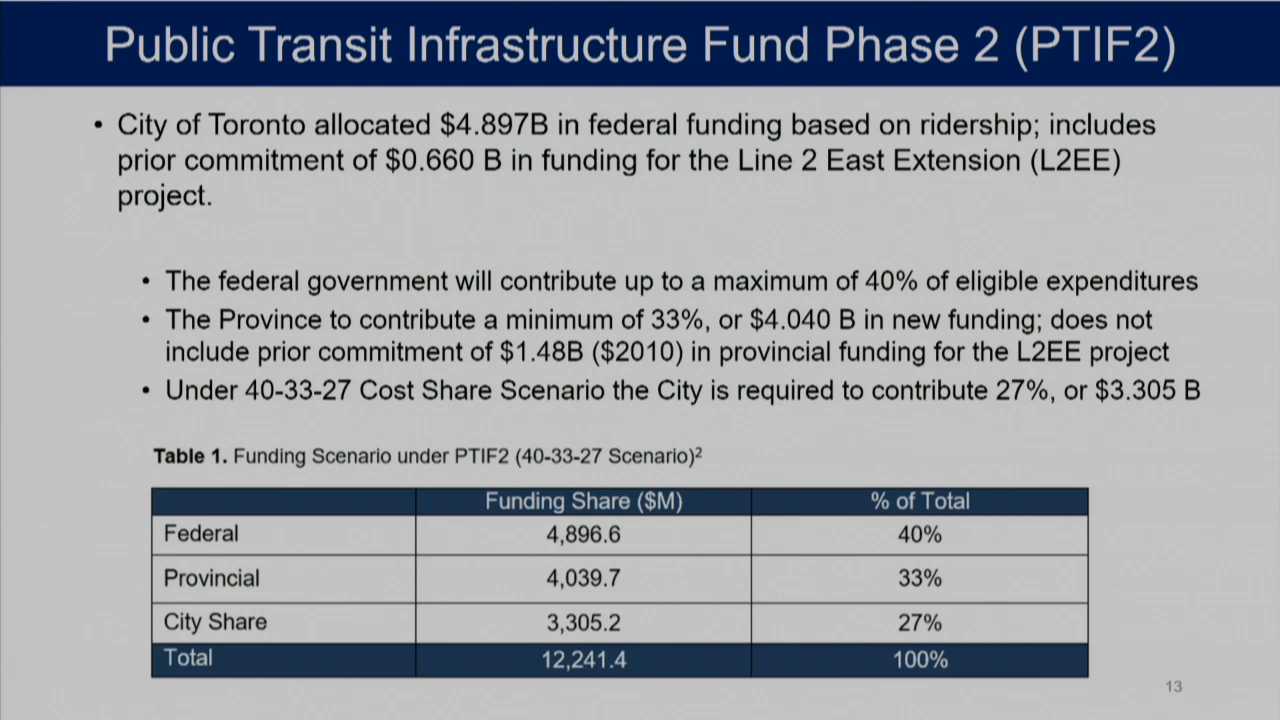 Public Transit Infrastructure Fund Phase 2 (PTIF2)
• City of Toronto allocated $4.897B in federal funding based on ridership; includes
prior commitment of $0.660 B in funding for the Line 2 East Extension (L2EE)
project.
• The federal government will contribute up to a maximum of 40% of eligible expenditures
• The Province to contribute a minimum of 33%, or $4.040 B in new funding; does not
include prior commitment of $1.48B ($2010) in provincial funding for the L2EE project
• Under 40-33-27 Cost Share Scenario the City is required to contribute 27%, or $3.305 B
Table 1. Funding Scenario under PTIF2 (40-33-27 Scenario)²
Funding Share ($M) % of Total
Federal 4,896.6 40%
Provincial 4,039.7 33%
City Share 3,305.2 27%
Total 12,241.4 100%
13